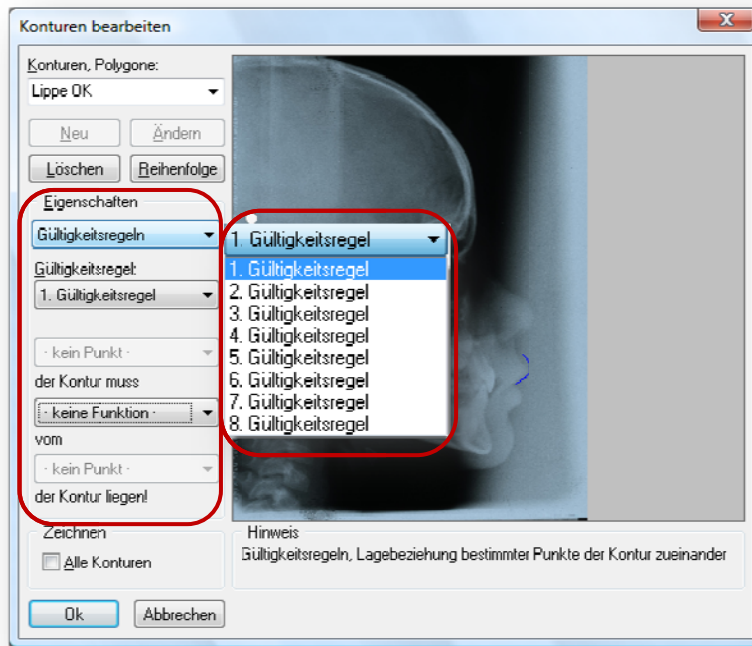 Konturen bearbeiten
X
Konturen, Polygone:
Lippe OK
Neu Ändern
Löschen Reihenfolge
Eigenschaften
Gültigkeitsregeln
Gültigkeitsregel:
1. Gültigkeitsregel
- kein Punkt -
der Kontur muss
- keine Funktion -
vom
- kein Punkt -
der Kontur liegen!
1. Gültigkeitsregel
1. Gültigkeitsregel
2. Gültigkeitsregel
3. Gültigkeitsregel
4. Gültigkeitsregel
5. Gültigkeitsregel
6. Gültigkeitsregel
7. Gültigkeitsregel
8. Gültigkeitsregel
Zeichnen
Alle Konturen
Hinweis
Gültigkeitsregeln, Lagebeziehung bestimmter Punkte der Kontur zueinander
Ok Abbrechen